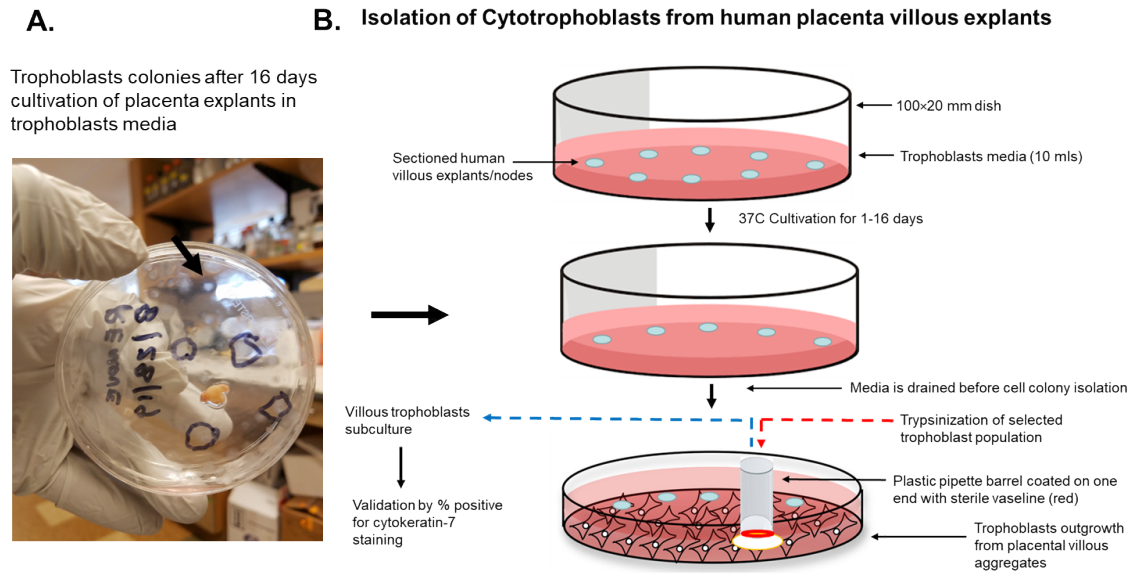 A.
B. Isolation of Cytotrophoblasts from human placenta villous explants
Trophoblasts colonies after 16 days
cultivation of placenta explants in
trophoblasts media
100×20 mm dish
Sectioned human
villous explants/nodes
Trophoblasts media (10 mls)
37C Cultivation for 1-16 days
Media is drained before cell colony isolation
Villous trophoblasts
subculture
Trypsinization of selected
trophoblast population
Validation by % positive
for cytokeratin-7
staining
Plastic pipette barrel coated on one
end with sterile vaseline (red)
Trophoblasts outgrowth
from placental villous
aggregates